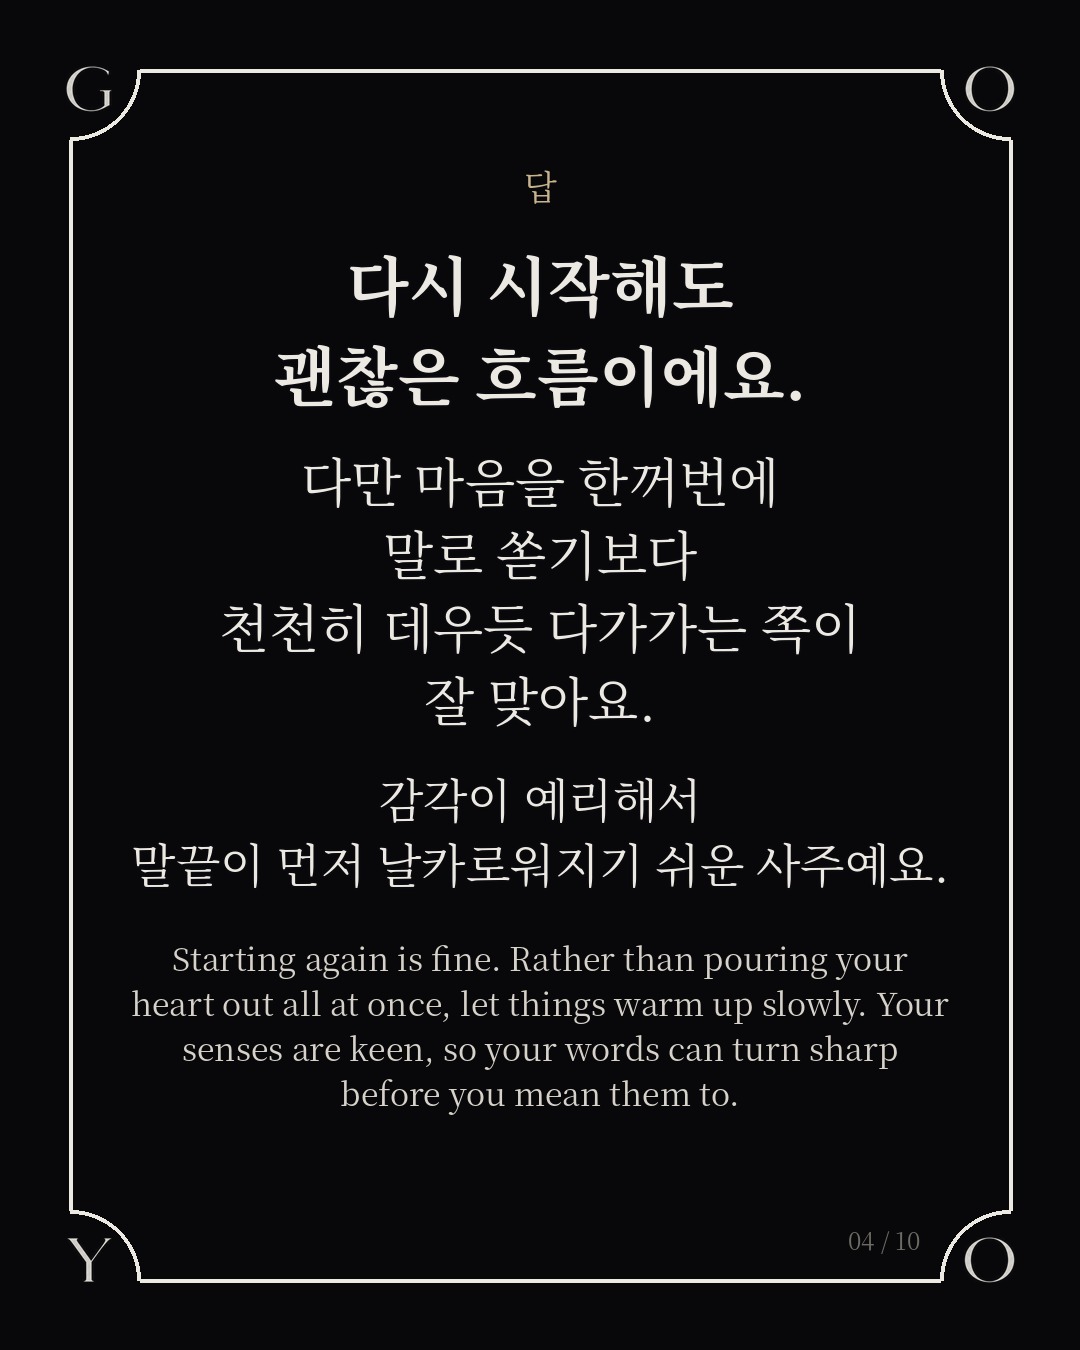 G O
답
다시 시작해도
괜찮은 흐름이에요.
다만 마음을 한꺼번에
말로 쏟기보다
천천히 데우듯 다가가는 쪽이
잘 맞아요.
감각이 예리해서
말끝이 먼저 날카로워지기 쉬운 사주예요.
Starting again is fine. Rather than pouring your
heart out all at once, let things warm up slowly. Your
senses are keen, so your words can turn sharp
before you mean them to.
04 / 10
Y O